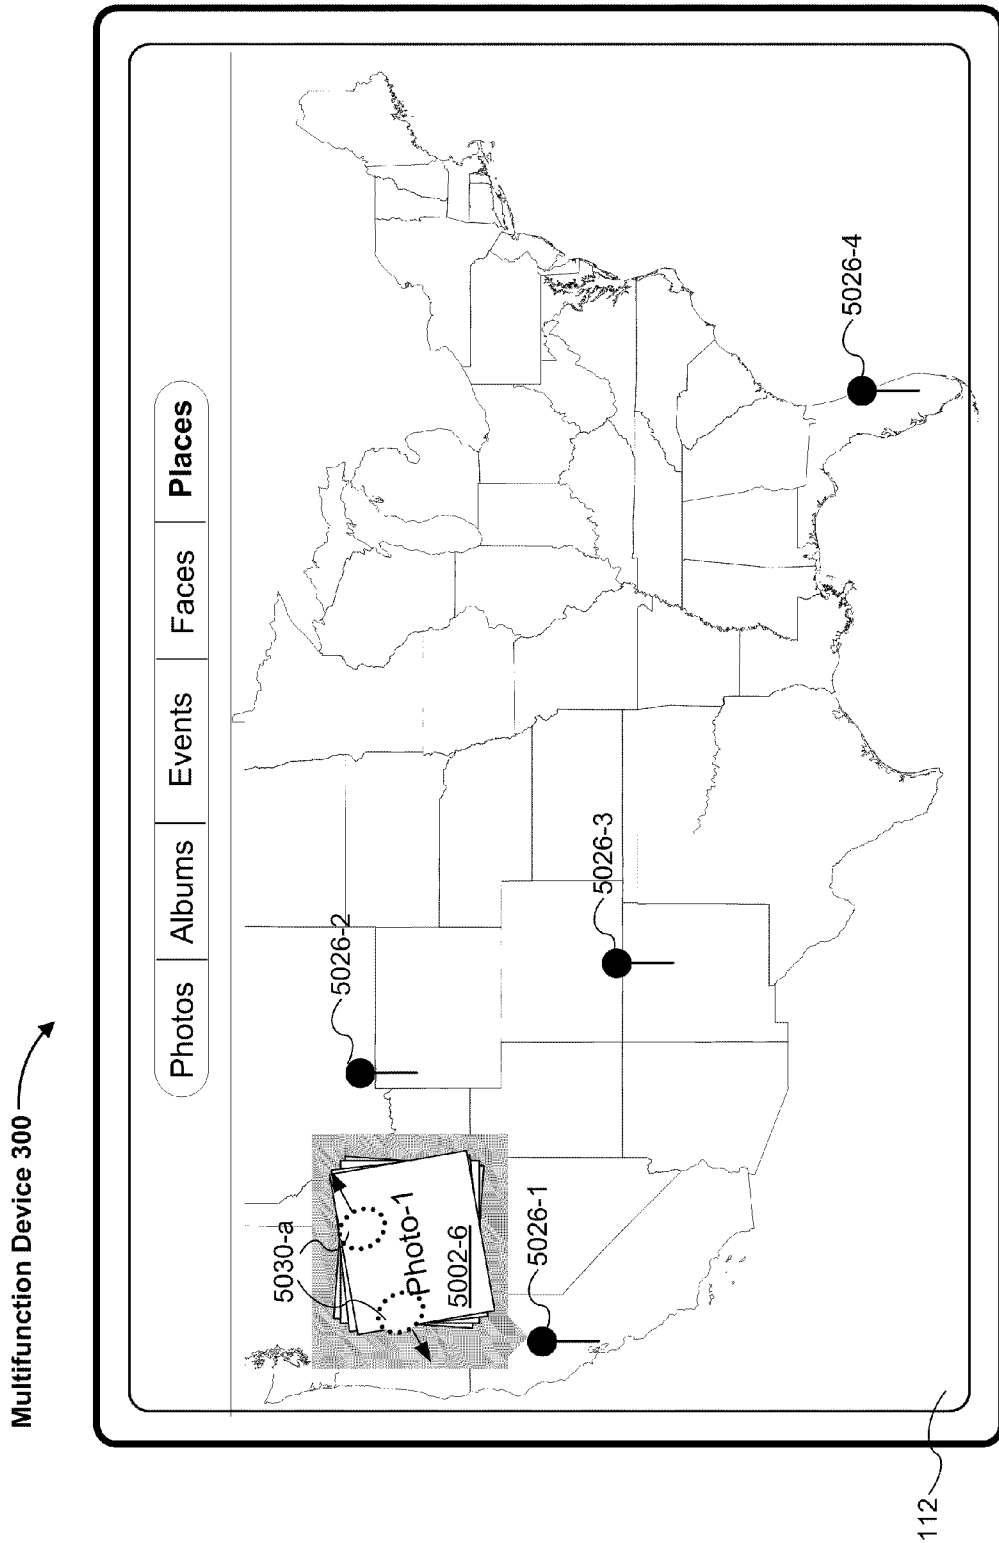 Multifunction Device 300
Photos Albums Events Faces Places
5030-a
Photo-1
5002-6
5026-2
5026-1
5026-3
5026-4
112